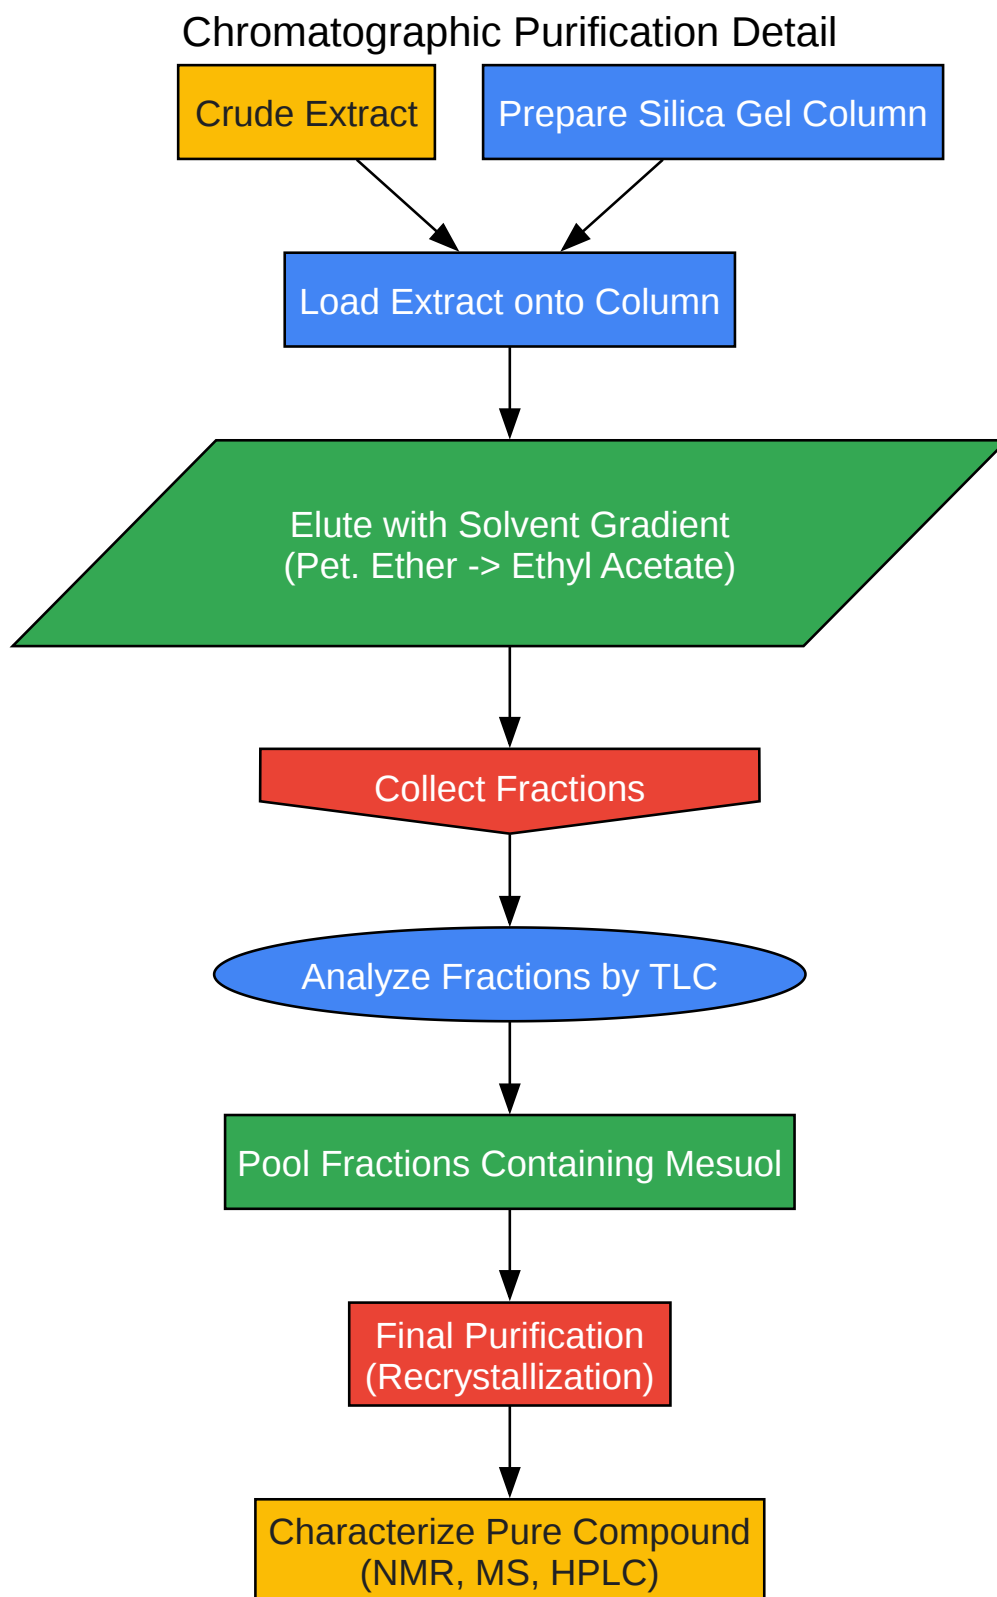 Chromatographic Purification Detail
Crude Extract
Prepare Silica Gel Column
Load Extract onto Column
Elute with Solvent Gradient
(Pet. Ether -> Ethyl Acetate)
Collect Fractions
Analyze Fractions by TLC
Pool Fractions Containing Mesuol
Final Purification
(Recrystallization)
Characterize Pure Compound
(NMR, MS, HPLC)